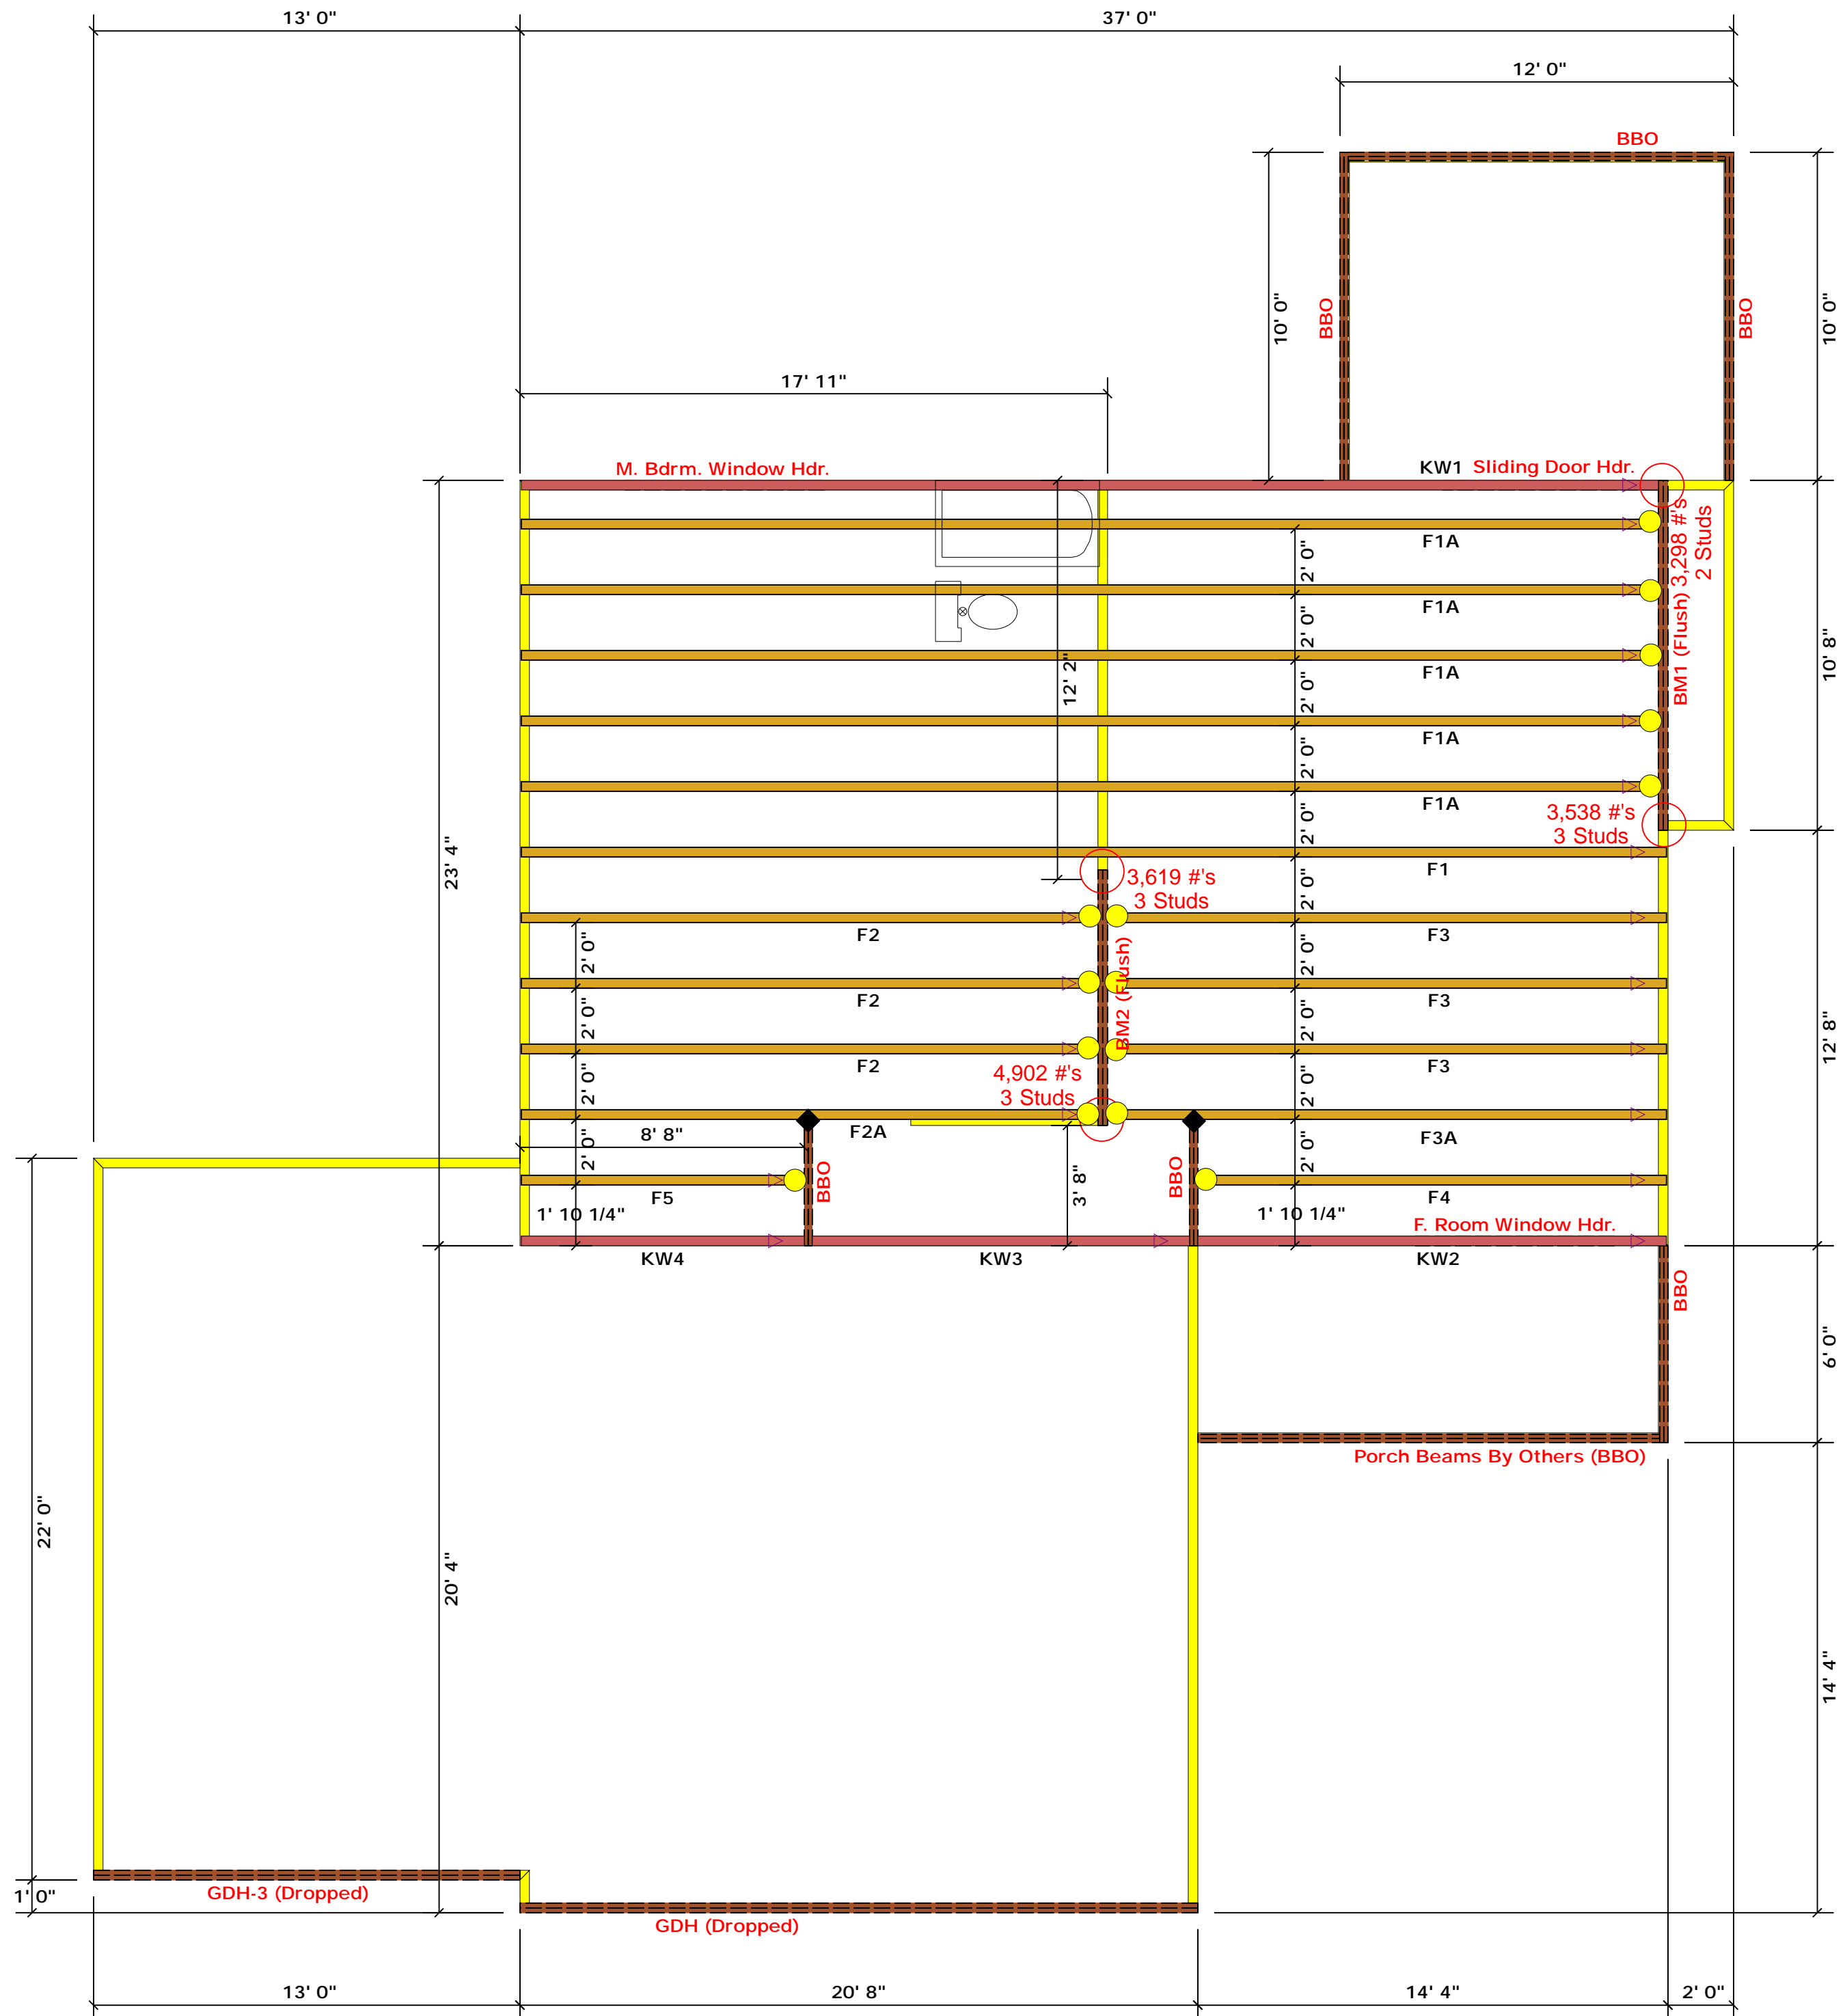 13' 0"
37' 0"
12' 0"
BBO
10' 0"
BBO
BBO
10' 0"
17' 11"
M. Bdrm. Window Hdr.
KW1
Sliding Door Hdr.
F1A
2' 0"
3,298 #'s
2 Studs
F1A
2' 0"
BM1 (Flush)
12' 2"
F1A
2' 0"
10' 8"
F1A
2' 0"
F1A
2' 0"
3,538 #'s
3 Studs
23' 4"
F1
2' 0"
3,619 #'s
3 Studs
F2
F3
2' 0"
2' 0"
BM2 (Flush)
F2
F3
2' 0"
2' 0"
12' 8"
F2
F3
2' 0"
2' 0"
4,902 #'s
3 Studs
8' 8"
F2A
F3A
2' 0"
2' 0"
BBO
BBO
3' 8"
F5
F4
1' 10 1/4"
1' 10 1/4"
F. Room Window Hdr.
KW4
KW3
KW2
BBO
6' 0"
Porch Beams By Others (BBO)
22' 0"
20' 4"
14' 4"
1' 0"
GDH-3 (Dropped)
GDH (Dropped)
13' 0"
20' 8"
14' 4"
2' 0"